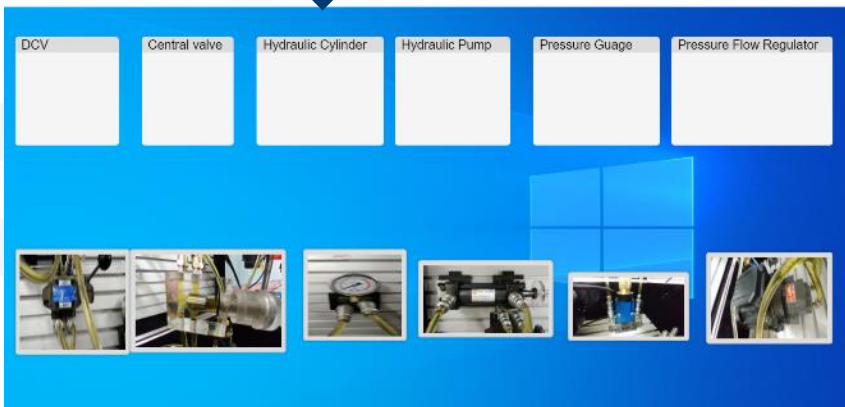 DCV
Central valve
Hydraulic Cylinder
Hydraulic Pump
Pressure Guage
Pressure Flow Regulator